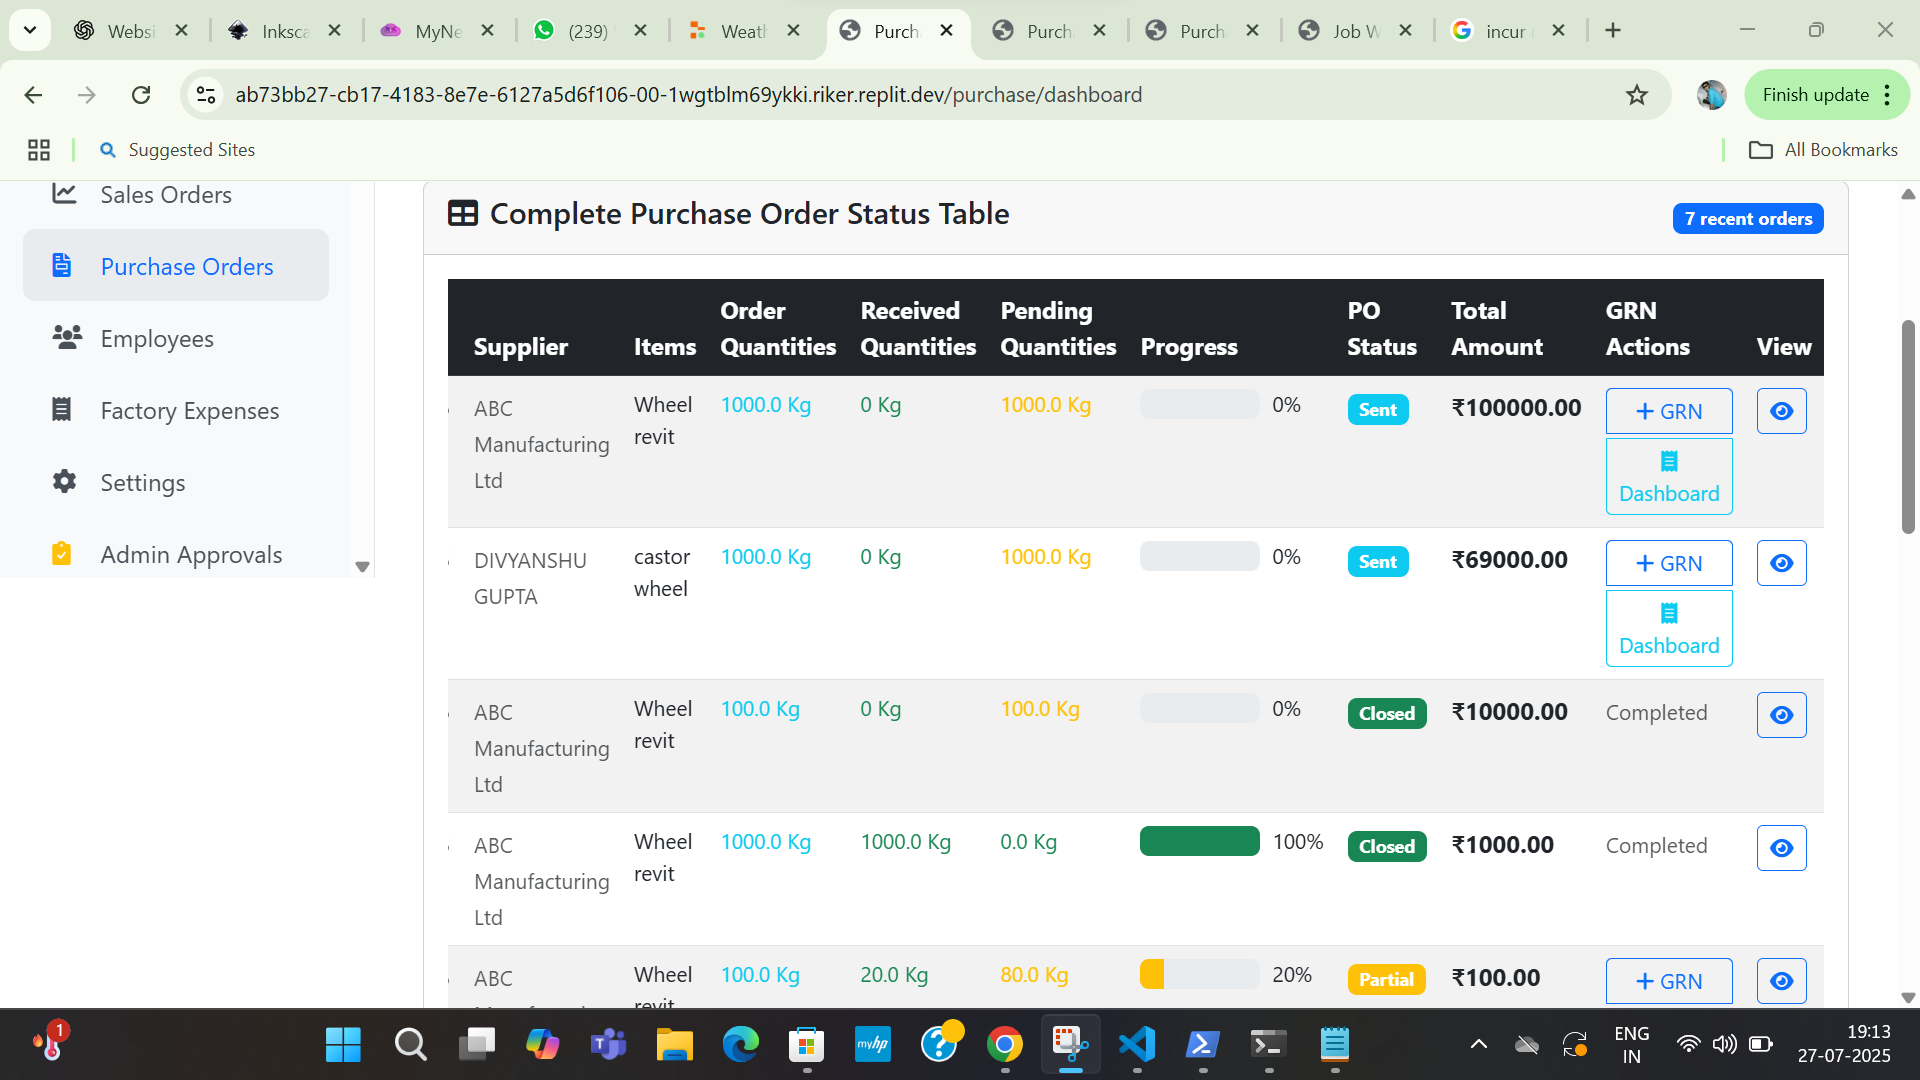 Websi
Inksca
MyNe
(239)
Weath
Purch
Purch
Purch
Job W
incur
ab73bb27-cb17-4183-8e7e-6127a5d6f106-00-1wgtblm69ykki.riker.replit.dev/purchase/dashboard
Finish update
Suggested Sites
All Bookmarks
Sales Orders
Purchase Orders
Employees
Factory Expenses
Settings
Admin Approvals
Complete Purchase Order Status Table
7 recent orders
Supplier Items Order Quantities Received Quantities Pending Quantities Progress PO Status Total Amount GRN Actions View
ABC Manufacturing Ltd Wheel revit 1000.0 Kg 0 Kg 1000.0 Kg 0% Sent ₹100000.00 + GRN Dashboard
DIVYANSHU GUPTA castor wheel 1000.0 Kg 0 Kg 1000.0 Kg 0% Sent ₹69000.00 + GRN Dashboard
ABC Manufacturing Ltd Wheel revit 100.0 Kg 0 Kg 100.0 Kg 0% Closed ₹10000.00 Completed
ABC Manufacturing Ltd Wheel revit 1000.0 Kg 1000.0 Kg 0.0 Kg 100% Closed ₹1000.00 Completed
ABC Wheel revit 100.0 Kg 20.0 Kg 80.0 Kg 20% Partial ₹100.00 + GRN
1
myhp
ENG
IN
19:13
27-07-2025